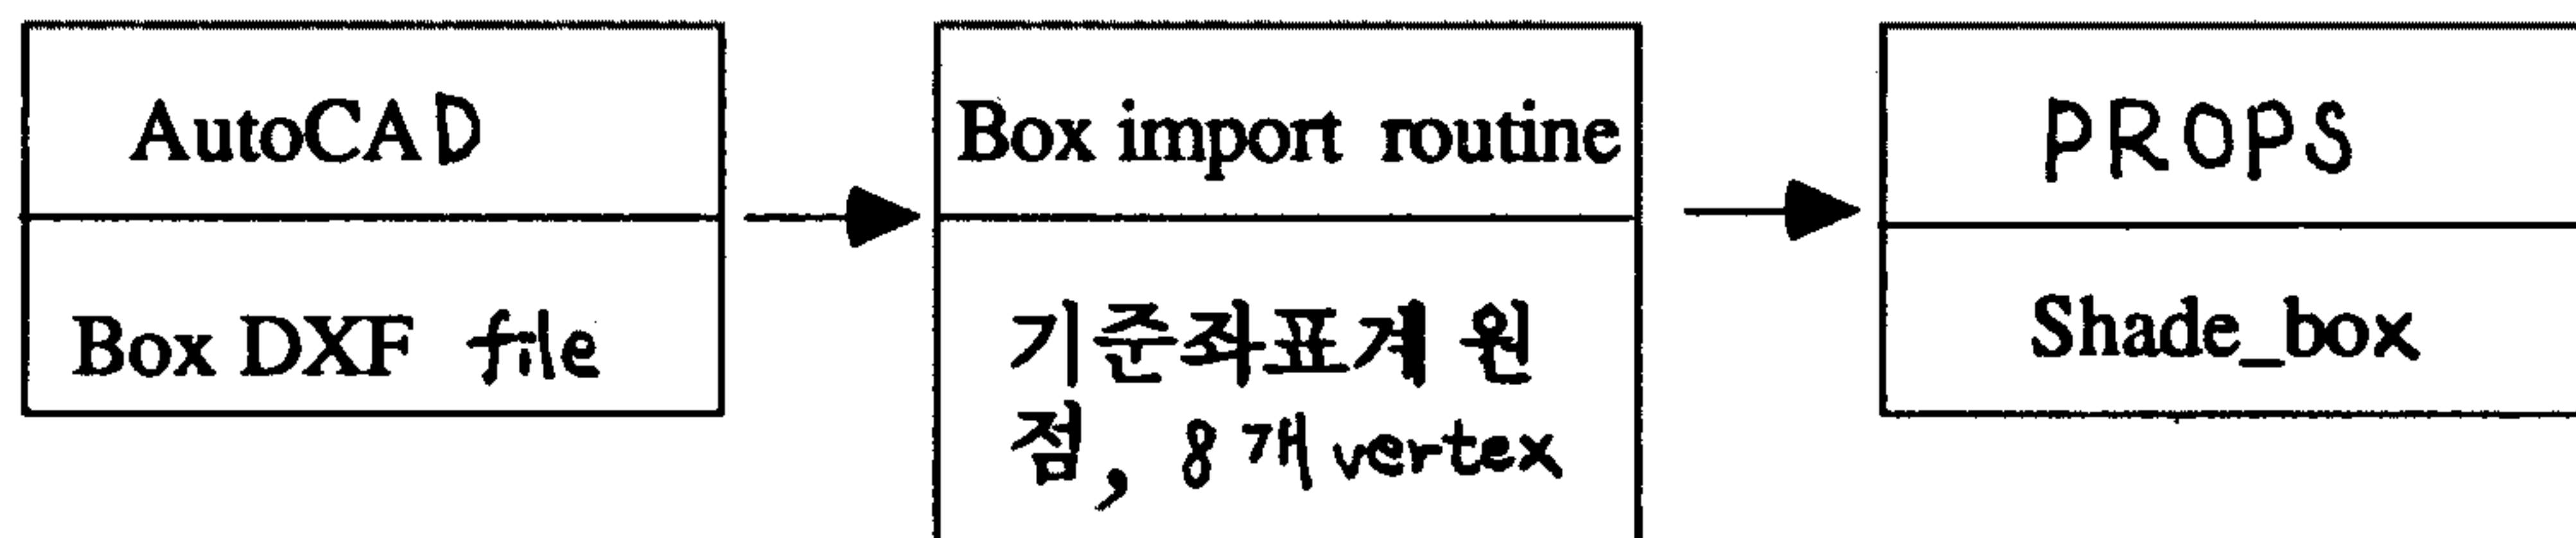 AutoCAD
Box DXF file
Box import routine
기준좌표계 원
점, 8개 vertex
PROPS
Shade_box